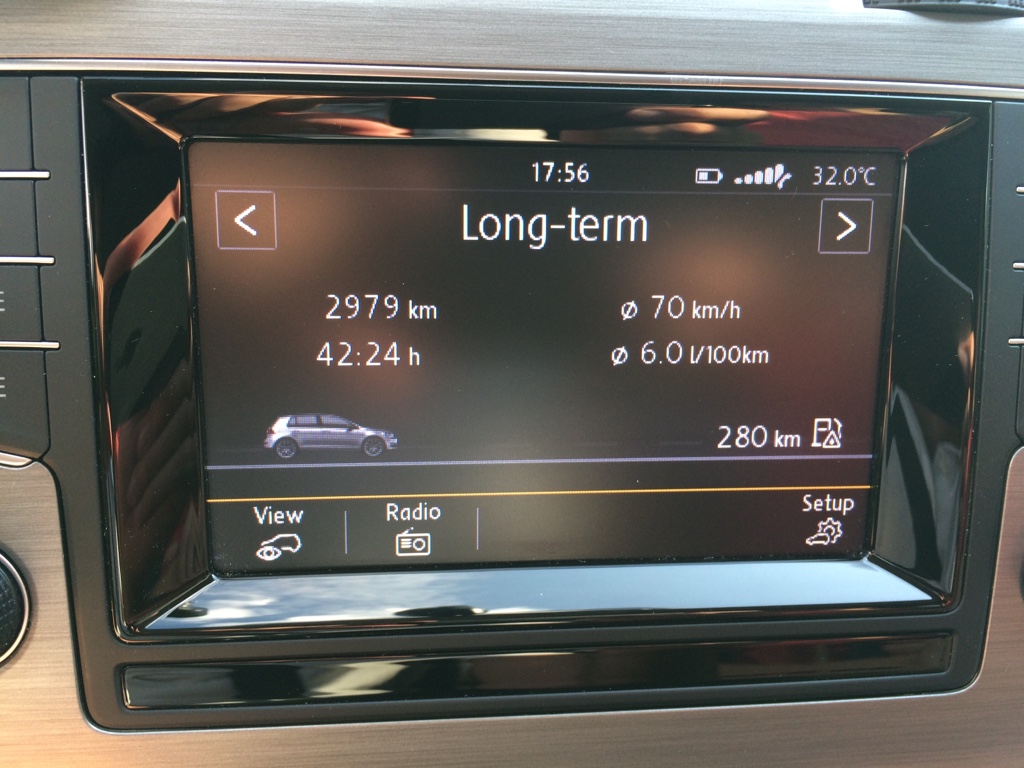 17:56 32.0°C
< Long-term >
2979 km ⌀ 70 km/h
42:24 h ⌀ 6.0 l/100km
280 km
View Radio Setup
E
E